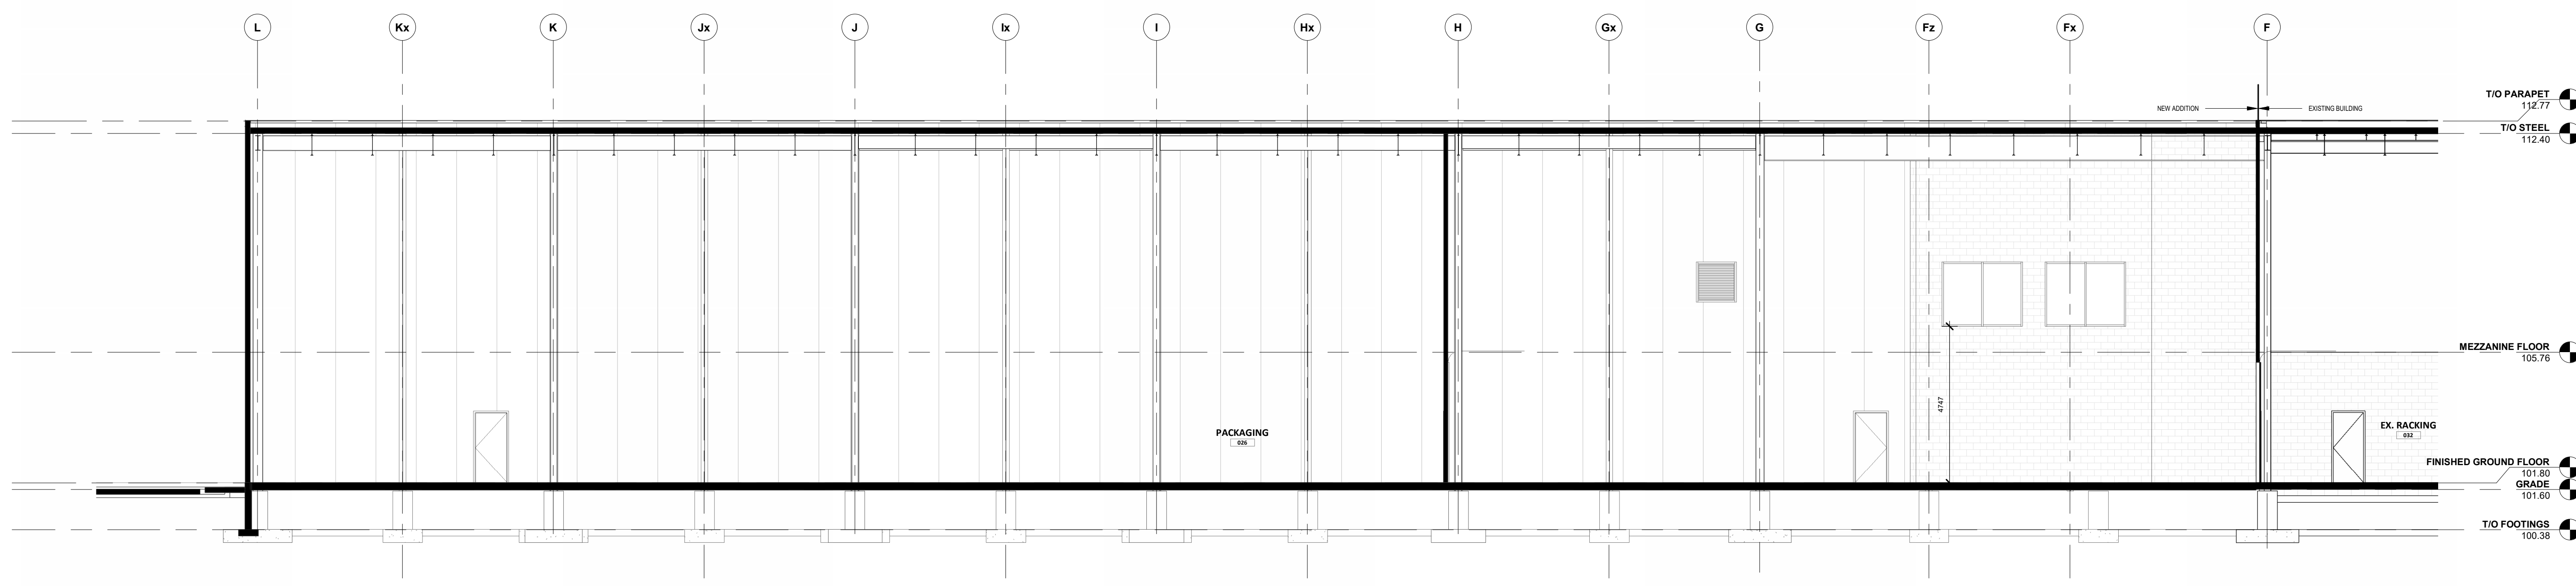 L Kx K Jx J Ix I Hx H Gx G Fz Fx F
T/O PARAPET
112.77
NEW ADDITION
EXISTING BUILDING
T/O STEEL
112.40
MEZZANINE FLOOR
105.76
4747
PACKAGING
026
EX. RACKING
032
FINISHED GROUND FLOOR
101.80
GRADE
101.60
T/O FOOTINGS
100.38